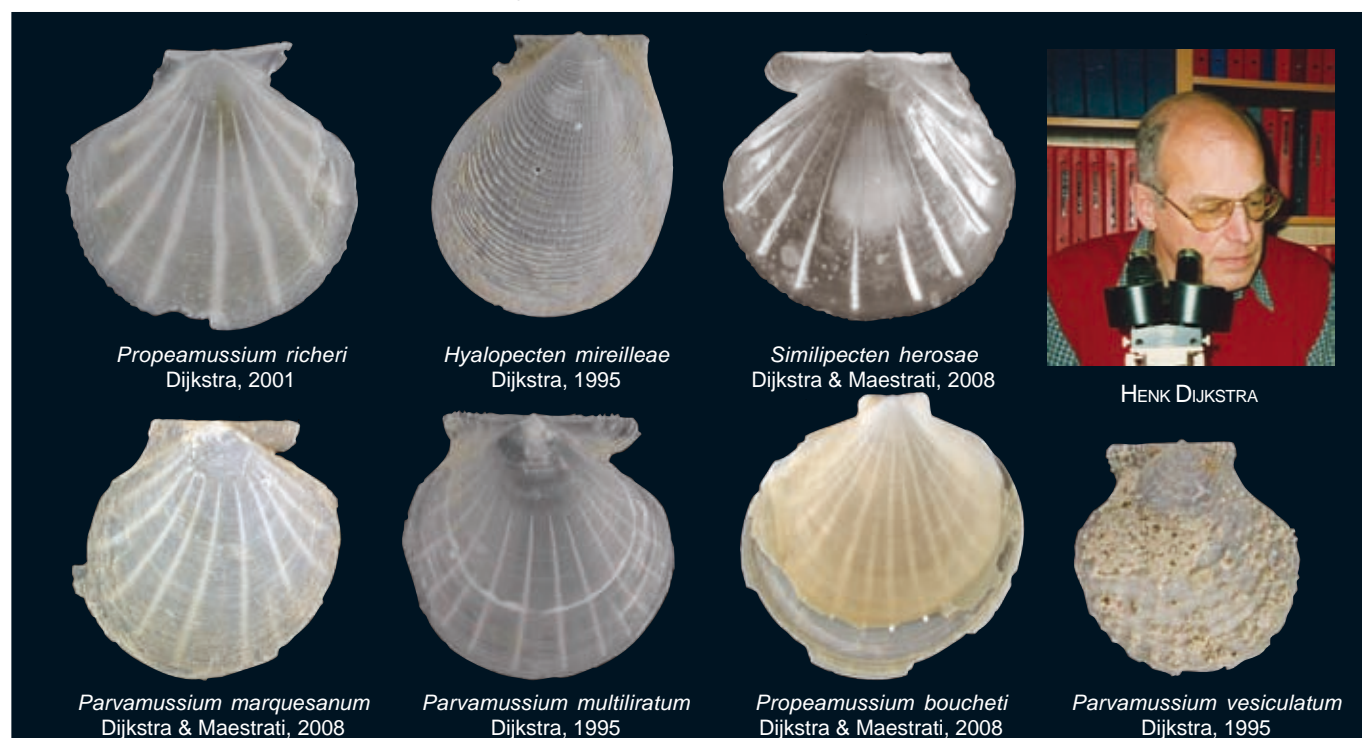 Propeamussium richeri
Dijkstra, 2001
Hyalopecten mireilleae
Dijkstra, 1995
Similipecten herosae
Dijkstra & Maestrati, 2008
HENK DIJKSTRA
Parvamussium marquesanum
Dijkstra & Maestrati, 2008
Parvamussium multiliratum
Dijkstra, 1995
Propeamussium boucheti
Dijkstra & Maestrati, 2008
Parvamussium vesiculatum
Dijkstra, 1995